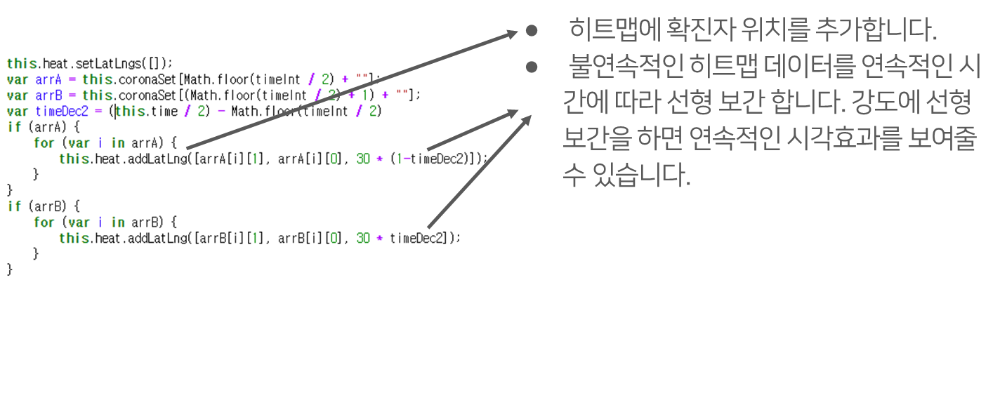 this.heat.setLatLngs([]);
var arrA = this.coronaSet[Math.floor(timeInt / 2) + ""];
var arrB = this.coronaSet[(Math.floor(timeInt / 2) + 1) + ""];
var timeDec2 = (this.time / 2) - Math.floor(timeInt / 2)
if (arrA) {
    for (var i in arrA) {
        this.heat.addLatLng([arrA[i][1], arrA[i][0], 30 * (1-timeDec2)]);
    }
}
if (arrB) {
    for (var i in arrB) {
        this.heat.addLatLng([arrB[i][1], arrB[i][0], 30 * timeDec2]);
    }
}
● 히트맵에 확진자 위치를 추가합니다.
● 불연속적인 히트맵 데이터를 연속적인 시
간에 따라 선형 보간 합니다. 강도에 선형
보간을 하면 연속적인 시각효과를 보여줄
수 있습니다.